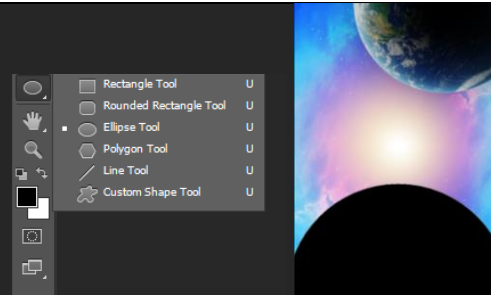 Rectangle Tool U
Rounded Rectangle Tool U
Ellipse Tool U
Polygon Tool U
Line Tool U
Custom Shape Tool U